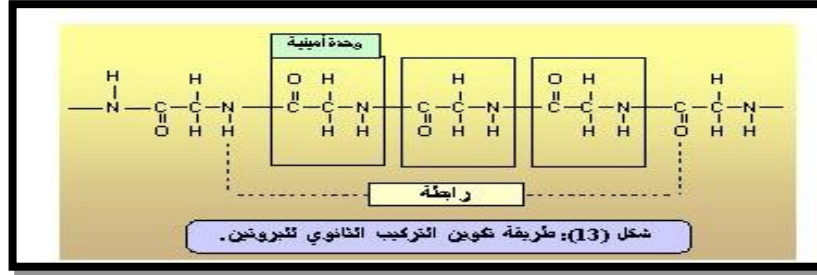 وحدة أمينية
H H O H H O H H
N C C N C C N C C N C C N C C N
O H H H H O H H H H O H H
رابطة
شكل (13): طريقة تكوين التركيب الثانوي للبروتين.